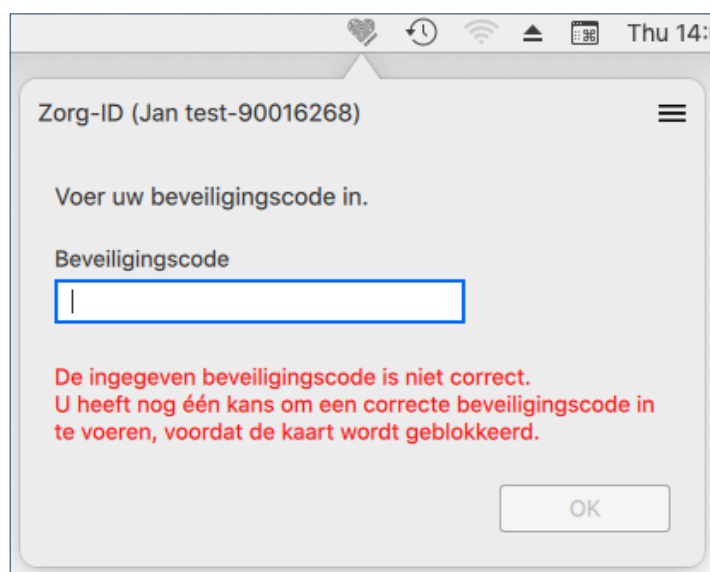 Thu 14:
Zorg-ID (Jan test-90016268)
Voer uw beveiligingscode in.
Beveiligingscode
De ingegeven beveiligingscode is niet correct.
U heeft nog één kans om een correcte beveiligingscode in
te voeren, voordat de kaart wordt geblokkeerd.
OK